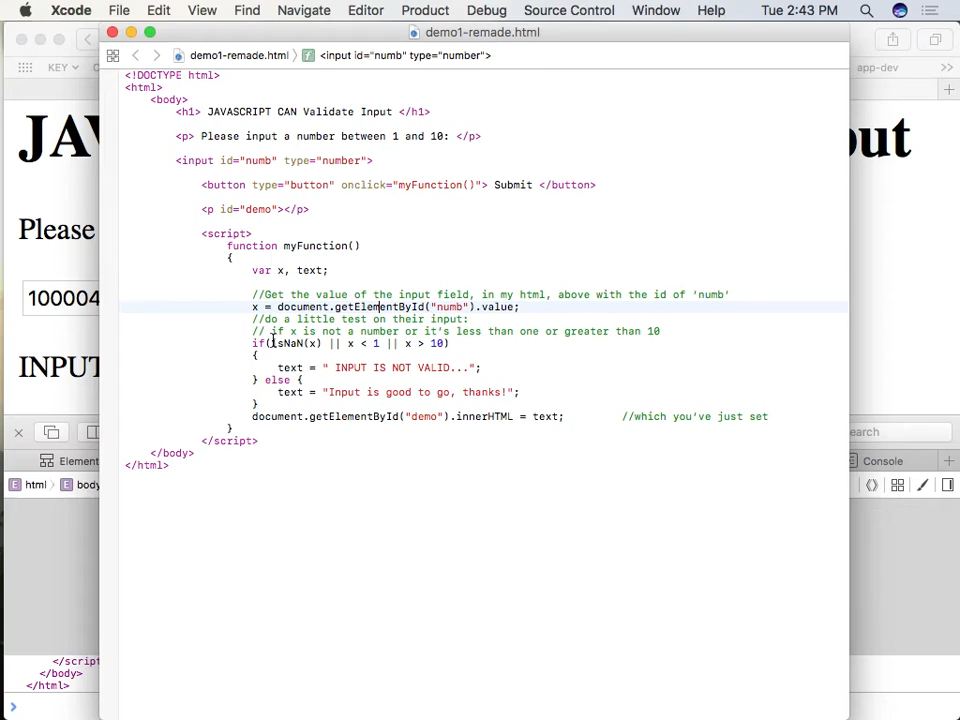 Xcode File Edit View Navigate Editor Product Debug Source Control Window Help Tue 2:43 PM
demo1-remade.html
demo1-remade.html <input id="numb" type="number">
KEY
app-dev
<!DOCTYPE html>
<html>
<body>
<h1> JAVASCRIPT CAN Validate Input </h1>
<p> Please input a number between 1 and 10: </p>
<input id="numb" type="number">
<button type="button" onclick="myFunction()"> Submit </button>
<p id="demo"></p>
<script>
function myFunction()
{
var x, text;
//Get the value of the input field, in my html, above with the id of 'numb'
x = document.getElementById("numb").value;
//do a little test on their input:
// if x is not a number or it's less than one or greater than 10
if(isNaN(x) || x < 1 || x > 10)
{
text = " INPUT IS NOT VALID...";
} else {
text = "Input is good to go, thanks!";
}
document.getElementById("demo").innerHTML = text; //which you've just set
}
</script>
</body>
</html>
JAV
out
Please
100004
INPUT
earch
Element
Console
E html E body
</script
</body>
</html>